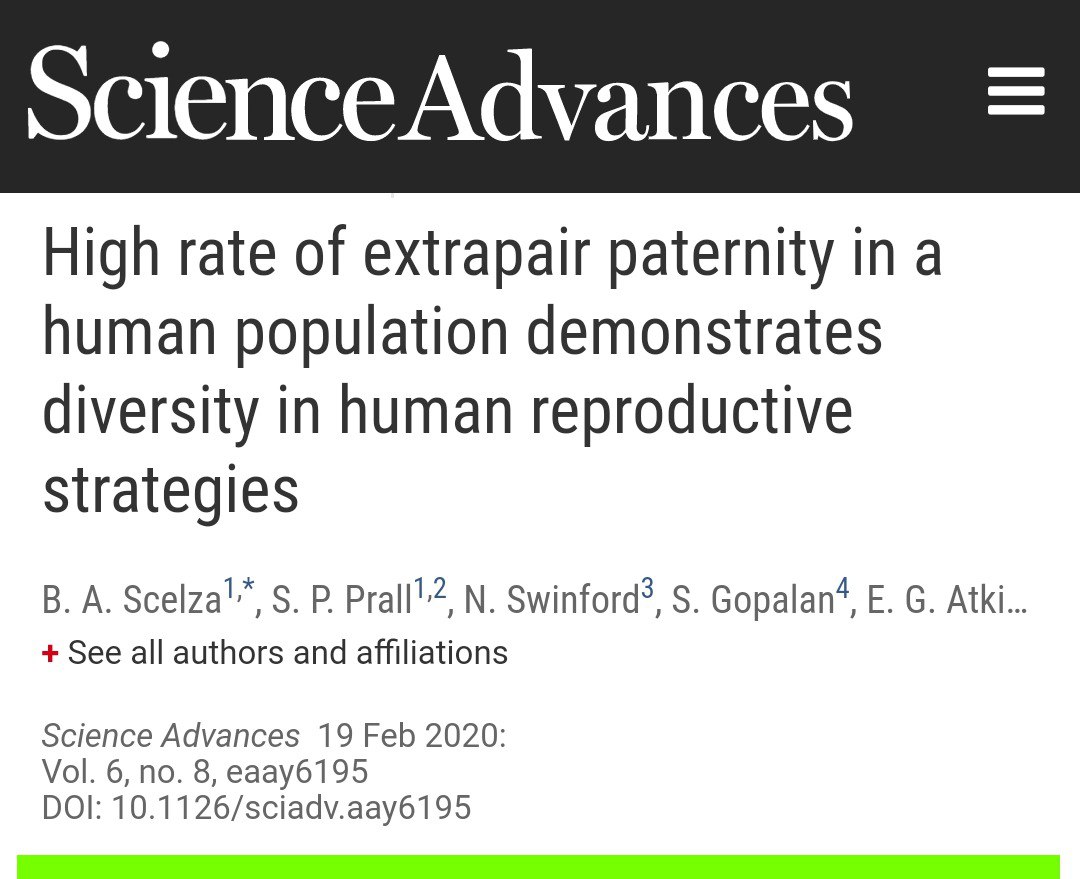 ScienceAdvances
High rate of extrapair paternity in a
human population demonstrates
diversity in human reproductive
strategies
B. A. Scelza1,*, S. P. Prall1,2, N. Swinford3, S. Gopalan4, E. G. Atki...
+ See all authors and affiliations
Science Advances 19 Feb 2020:
Vol. 6, no. 8, eaay6195
DOI: 10.1126/sciadv.aay6195